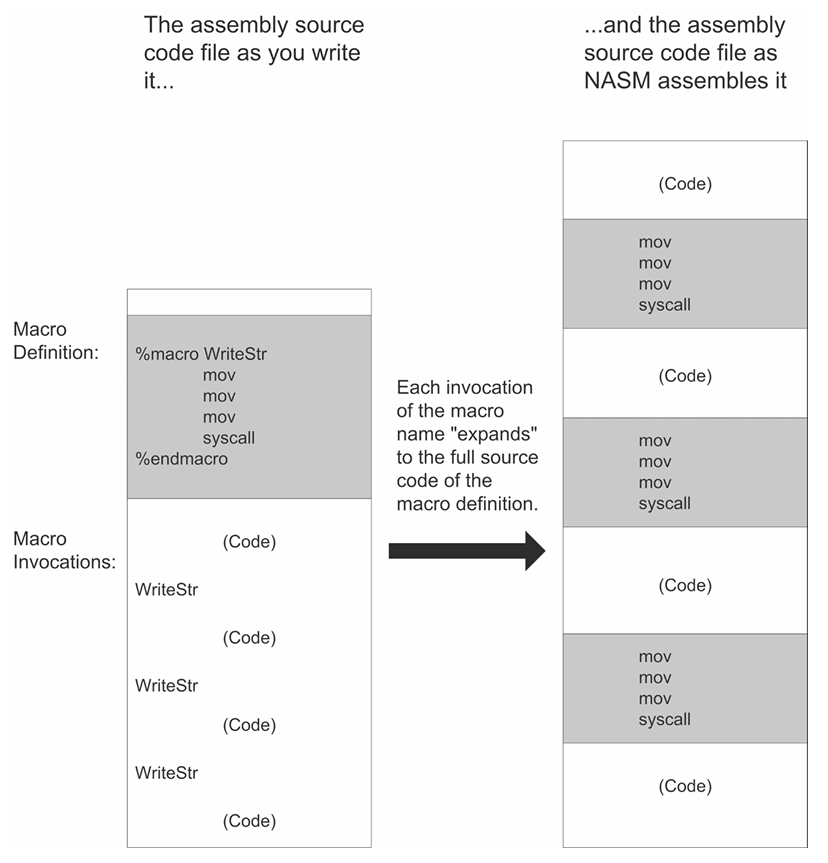 The assembly source
code file as you write
it...
...and the assembly
source code file as
NASM assembles it
Macro
Definition:
%macro WriteStr
mov
mov
mov
syscall
%endmacro
Macro
Invocations:
(Code)
WriteStr
(Code)
WriteStr
(Code)
WriteStr
(Code)
Each invocation
of the macro
name "expands"
to the full source
code of the
macro definition.
(Code)
mov
mov
mov
syscall
(Code)
mov
mov
mov
syscall
(Code)
mov
mov
mov
syscall
(Code)